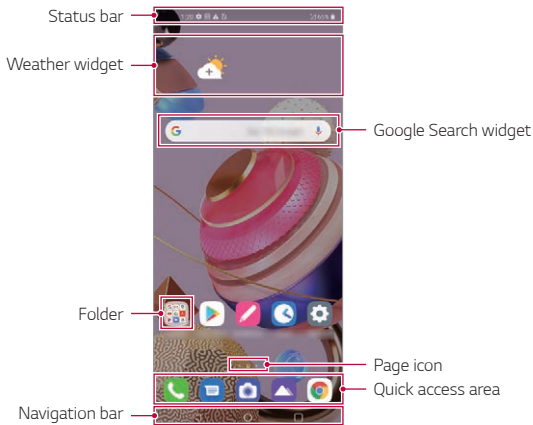 Status bar
Weather widget
Google Search widget
Folder
Page icon
Quick access area
Navigation bar